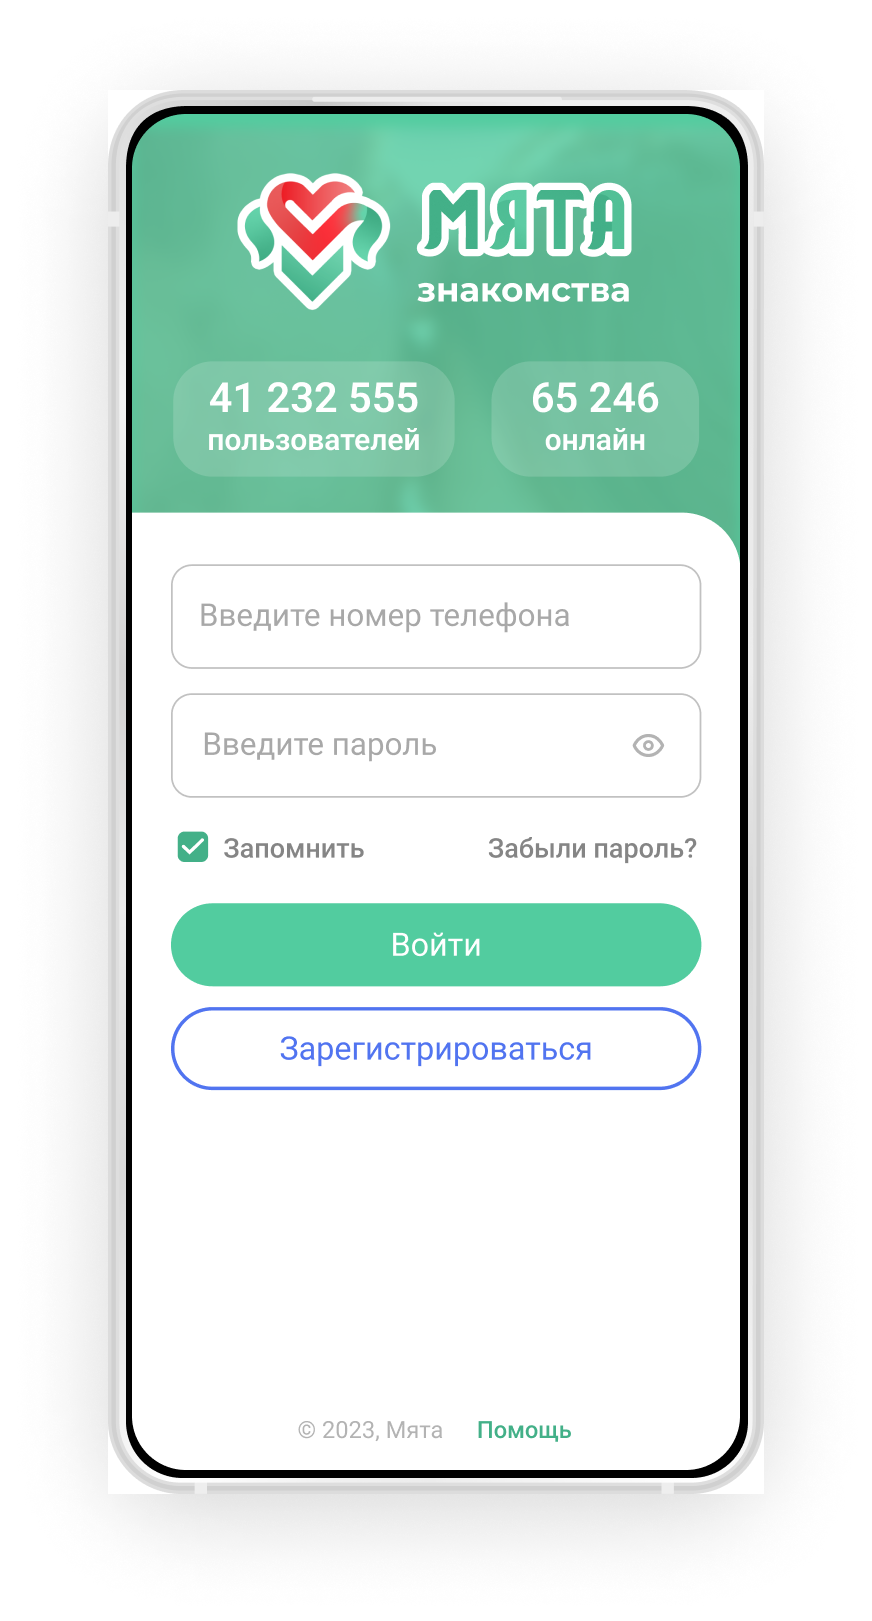 МЯТА
знакомства
41 232 555
пользователей
65 246
онлайн
Введите номер телефона
Введите пароль
Запомнить
Забыли пароль?
Войти
Зарегистрироваться
© 2023, Мята
Помощь